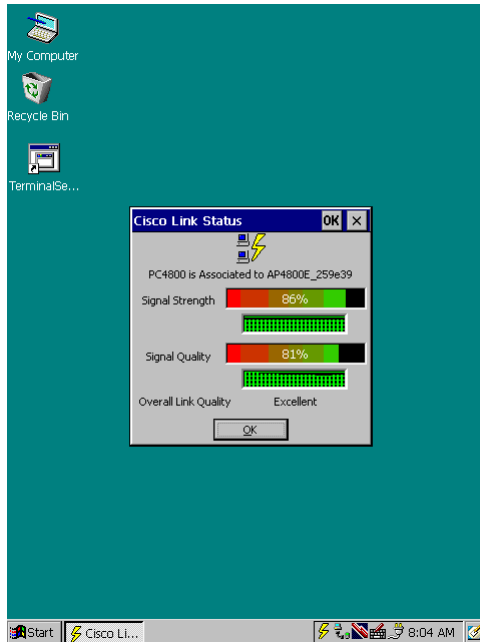 My Computer
Recycle Bin
TerminalSe...
Cisco Link Status OK
PC4800 is Associated to AP4800E_259e39
Signal Strength 86%
Signal Quality 81%
Overall Link Quality Excellent
OK
Start Cisco Li... 8:04 AM